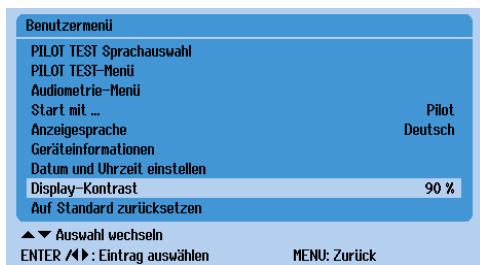 Benutzermenü
PILOT TEST Sprachauswahl
PILOT TEST-Menü
Audiometrie-Menü
Start mit ... Pilot
Anzeigesprache Deutsch
Geräteinformationen
Datum und Uhrzeit einstellen
Display-Kontrast 90 %
Auf Standard zurücksetzen
▲▼ Auswahl wechseln
ENTER /◀▶: Eintrag auswählen MENU: Zurück